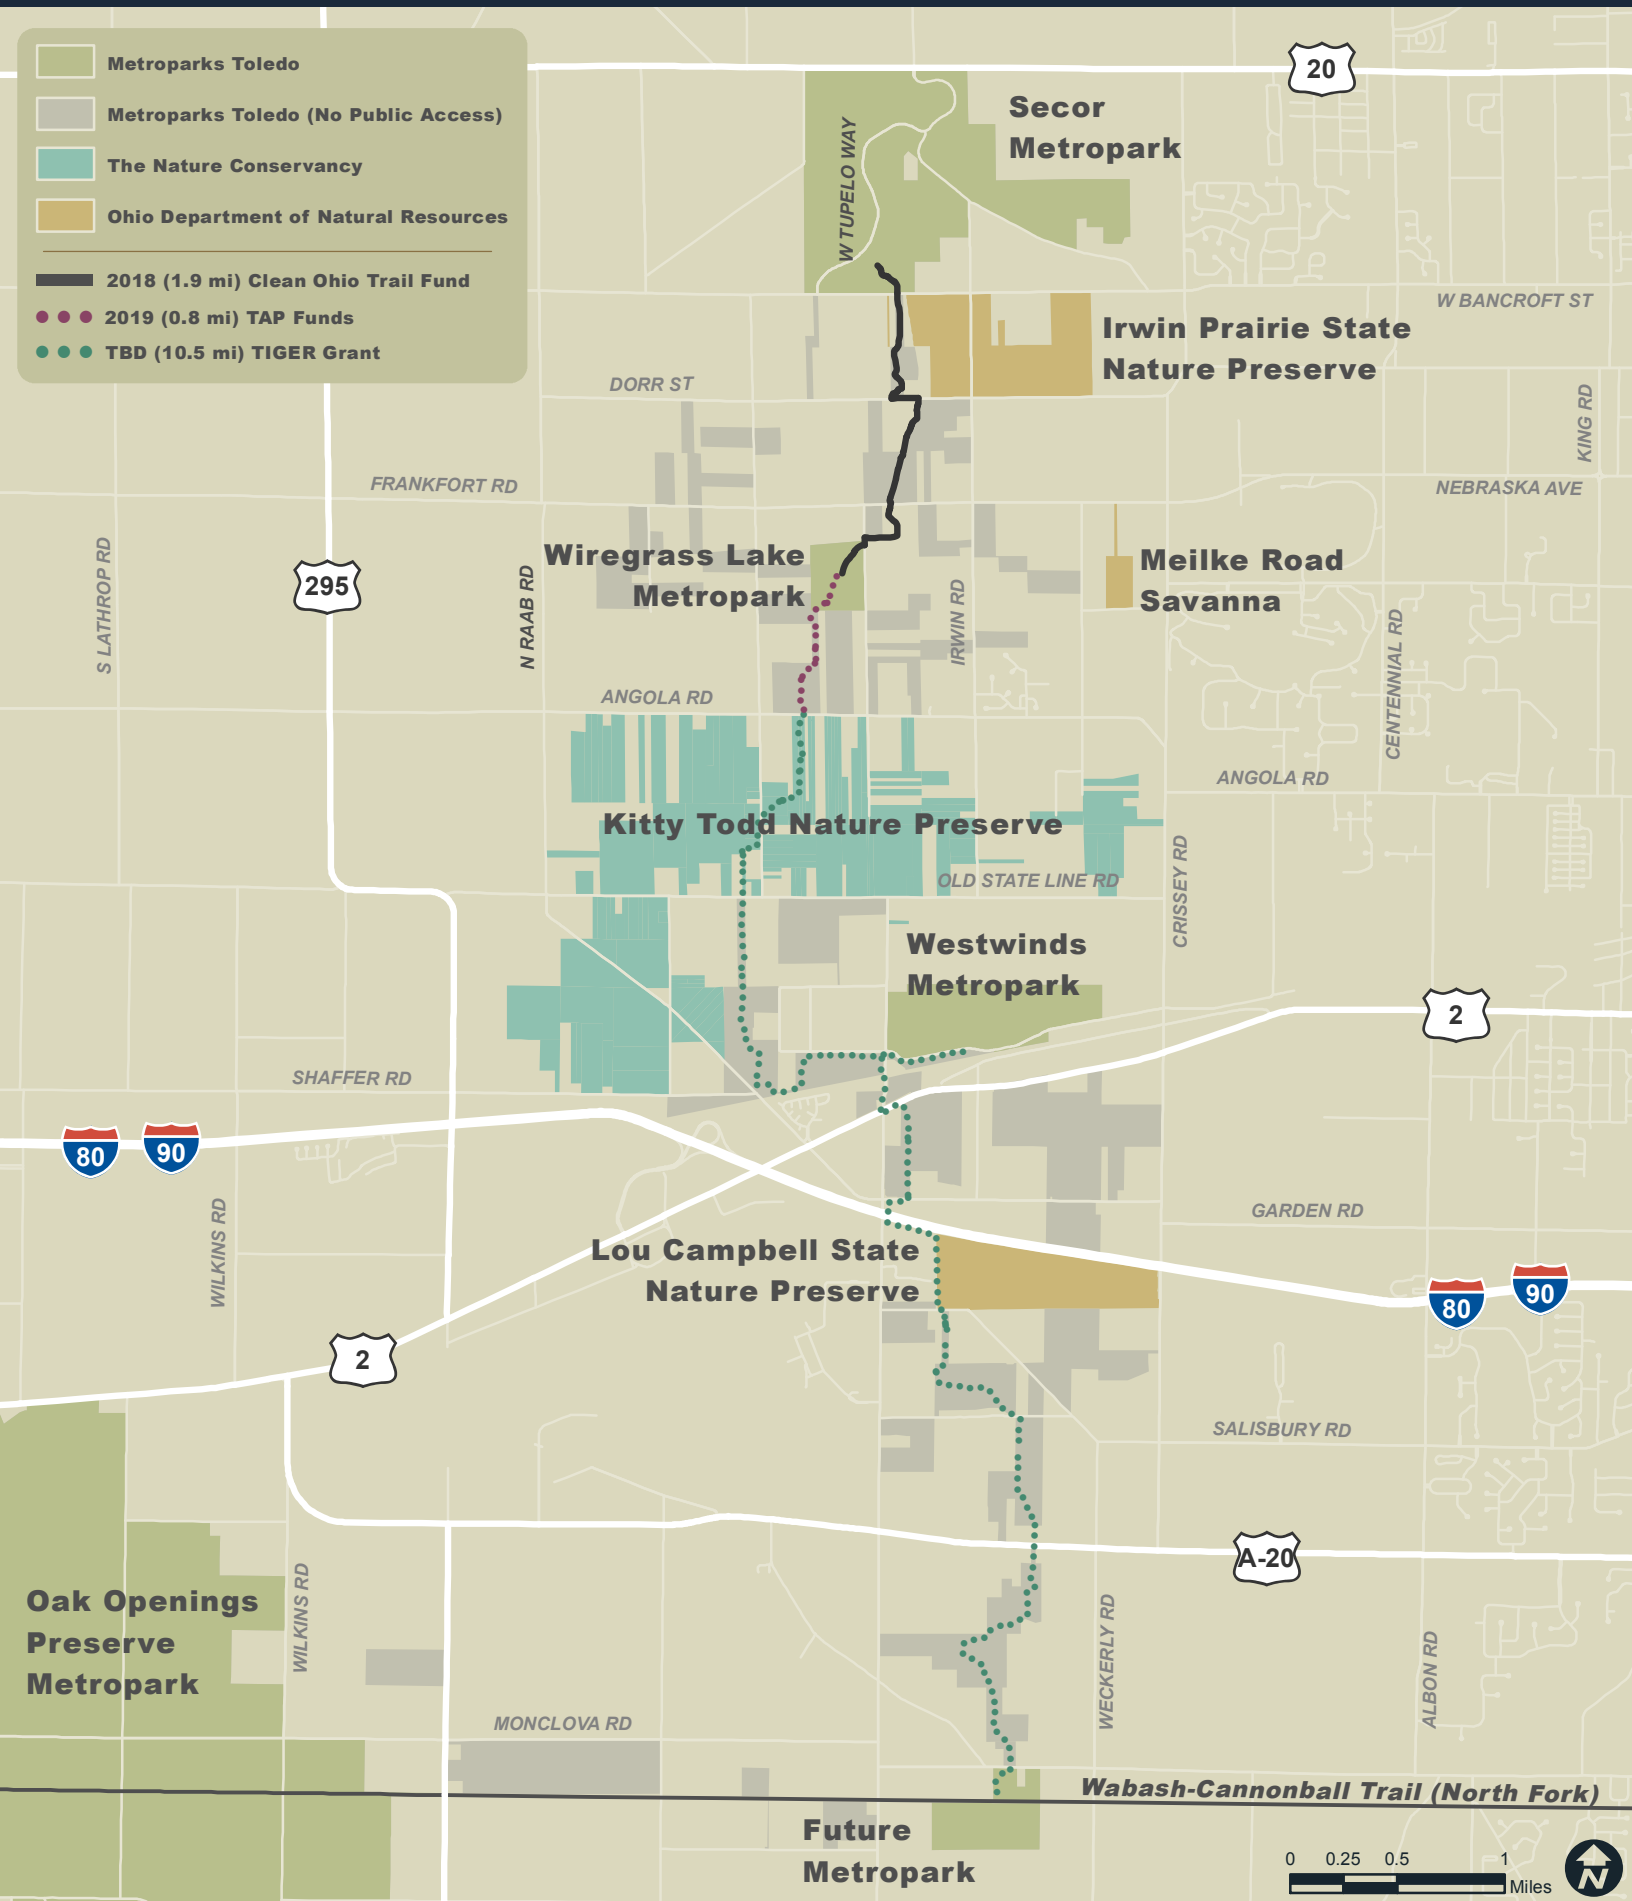 Metroparks Toledo
Metroparks Toledo (No Public Access)
The Nature Conservancy
Ohio Department of Natural Resources
2018 (1.9 mi) Clean Ohio Trail Fund
2019 (0.8 mi) TAP Funds
TBD (10.5 mi) TIGER Grant
20
Secor
Metropark
W TUPELO WAY
W BANCROFT ST
Irwin Prairie State
Nature Preserve
DORR ST
KING RD
FRANKFORT RD
NEBRASKA AVE
S LATHROP RD
295
N RAAB RD
Wiregrass Lake
Metropark
IRWIN RD
Meilke Road
Savanna
CENTENNIAL RD
ANGOLA RD
ANGOLA RD
Kitty Todd Nature Preserve
OLD STATE LINE RD
CRISSEY RD
Westwinds
Metropark
2
SHAFFER RD
80
90
WILKINS RD
GARDEN RD
Lou Campbell State
Nature Preserve
80
90
2
SALISBURY RD
A-20
Oak Openings
Preserve
Metropark
WILKINS RD
WECKERLY RD
ALBON RD
MONCLOVA RD
Wabash-Cannonball Trail (North Fork)
Future
Metropark
0 0.25 0.5 1
Miles
N